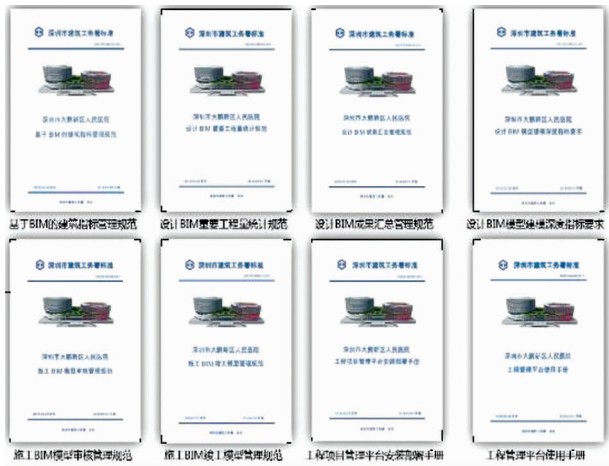 深圳市建筑工务署标准
深圳市建筑工务署标准
深圳市建筑工务署标准
深圳市建筑工务署标准
深圳市大鹏新区人民医院
基于BIM的建筑指标管理规范
深圳市大鹏新区人民医院
设计BIM重要工程量统计规范
深圳市大鹏新区人民医院
设计BIM成果汇总管理规范
深圳市大鹏新区人民医院
设计BIM模型建模深度指标要求
基于BIM的建筑指标管理规范
设计BIM重要工程量统计规范
设计BIM成果汇总管理规范
设计BIM模型建模深度指标要求
深圳市建筑工务署标准
深圳市建筑工务署标准
深圳市建筑工务署标准
深圳市建筑工务署标准
深圳市大鹏新区人民医院
施工BIM模型审核管理规范
深圳市大鹏新区人民医院
施工BIM竣工模型管理规范
深圳市大鹏新区人民医院
工程项目管理平台安装部署手册
深圳市大鹏新区人民医院
工程管理平台使用手册
施工BIM模型审核管理规范
施工BIM竣工模型管理规范
工程项目管理平台安装部署手册
工程管理平台使用手册